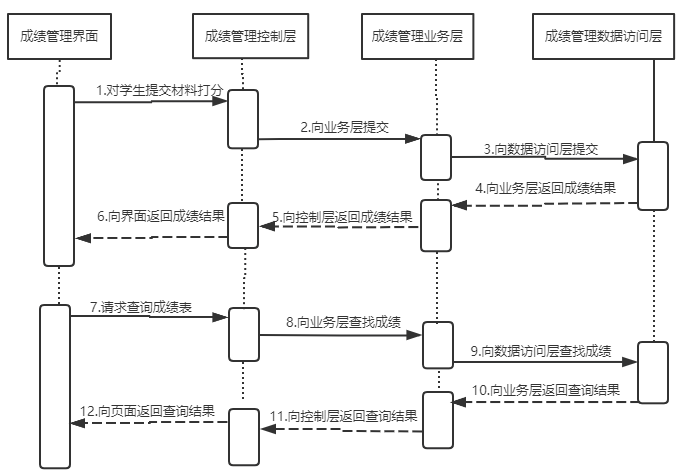 成绩管理界面
成绩管理控制层
成绩管理业务层
成绩管理数据访问层
1.对学生提交材料打分
2.向业务层提交
3.向数据访问层提交
4.向业务层返回成绩结果
5.向控制层返回成绩结果
6.向界面返回成绩结果
7.请求查询成绩表
8.向业务层查找成绩
9.向数据访问层查找成绩
10.向业务层返回查询结果
11.向控制层返回查询结果
12.向页面返回查询结果